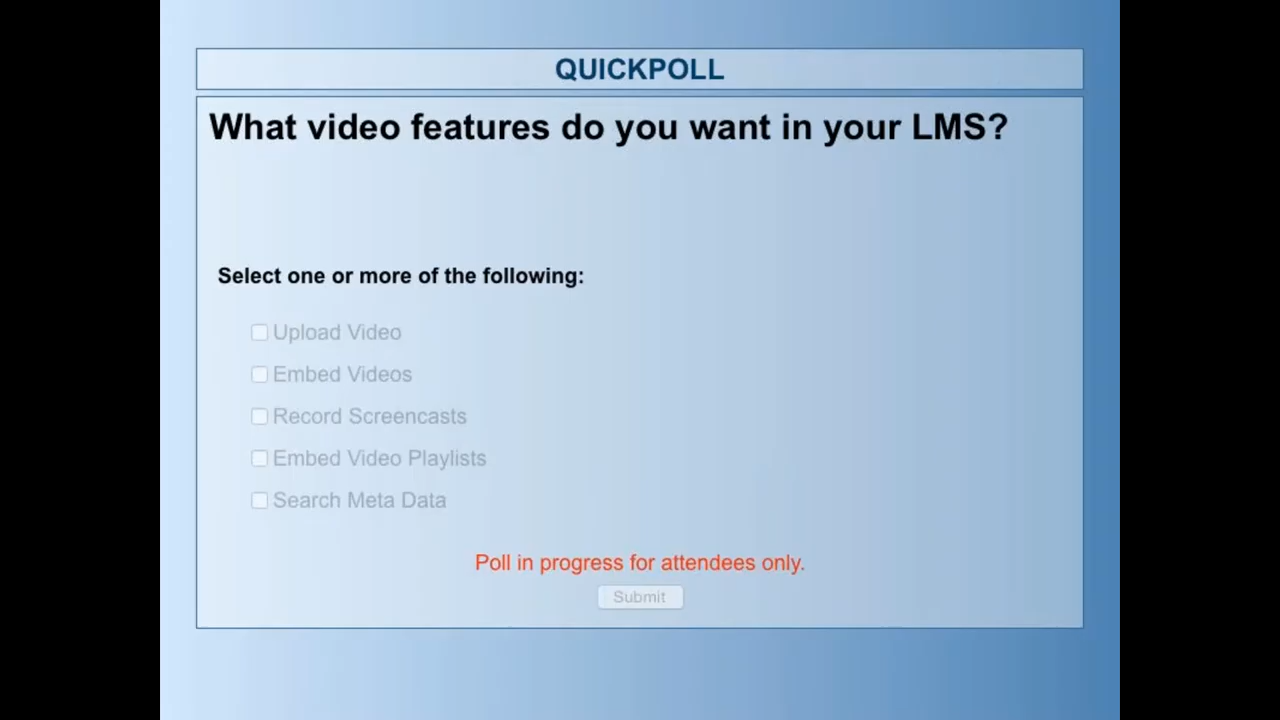 QUICKPOLL
What video features do you want in your LMS?
Select one or more of the following:
Upload Video
Embed Videos
Record Screencasts
Embed Video Playlists
Search Meta Data
Poll in progress for attendees only.
Submit